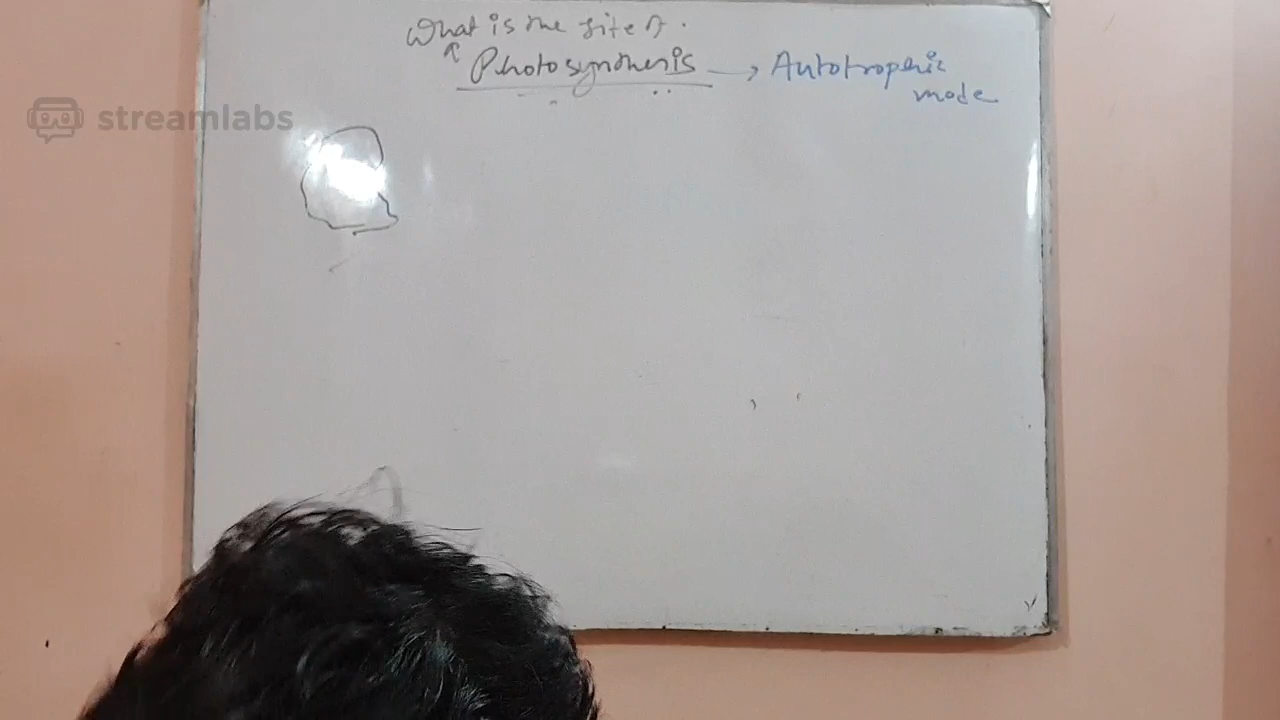 What is the site of.
Photosynthesis → Autotrophic
mode
streamlabs